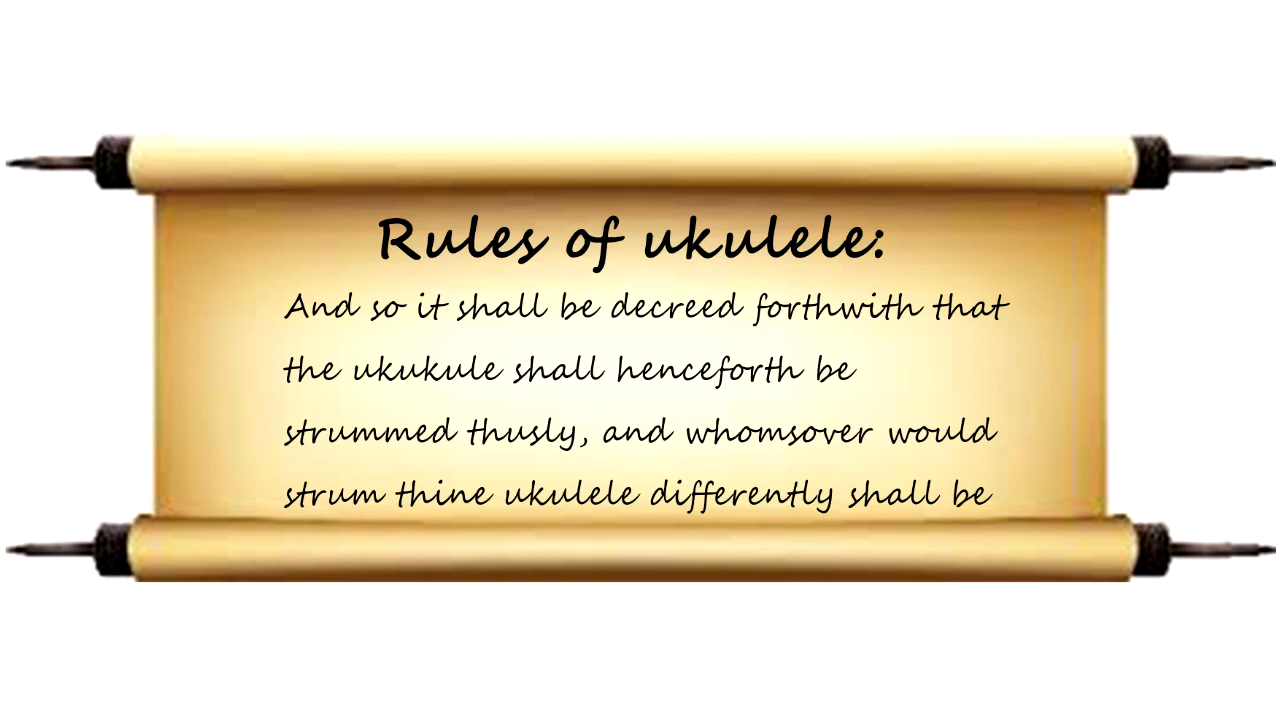 Rules of ukulele:
And so it shall be decreed forthwith that
the ukukule shall henceforth be
strummed thusly, and whomsover would
strum thine ukulele differently shall be